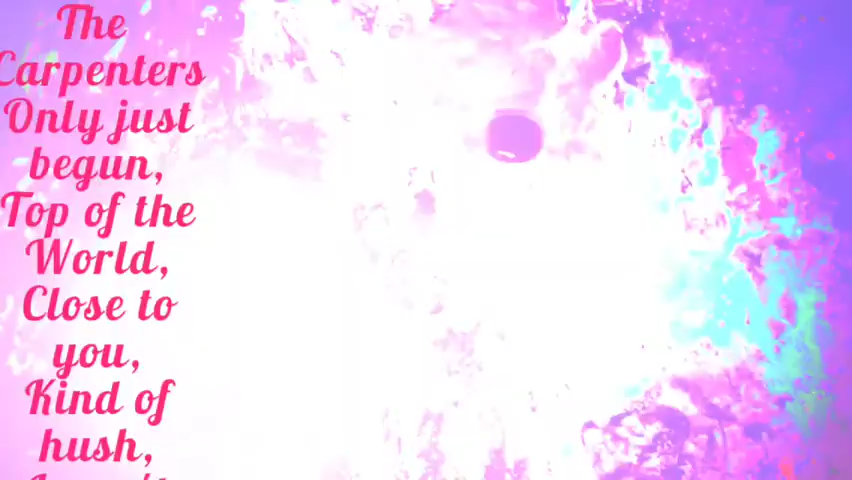 The
Carpenters
Only just
begun,
Top of the
World,
Close to
you,
Kind of
hush,